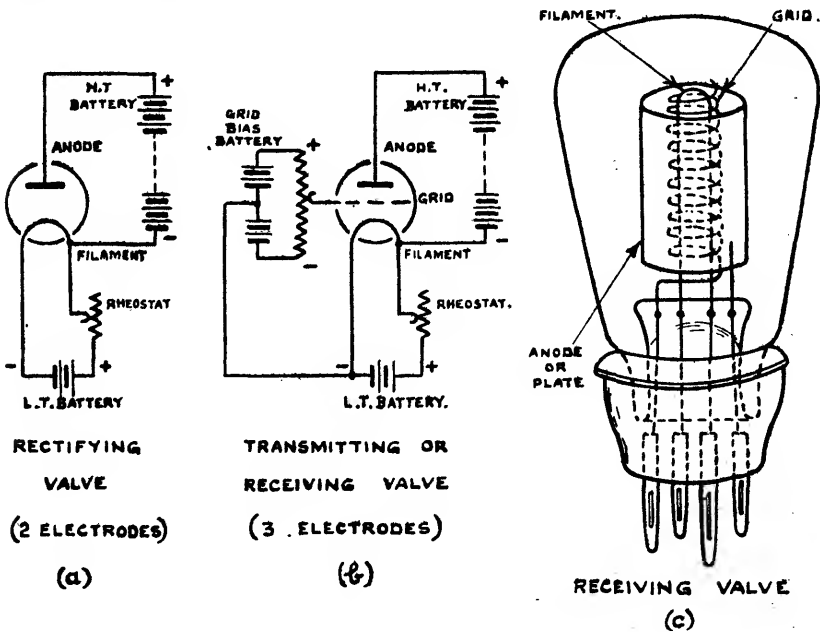 H.T
BATTERY
+
ANODE
-
FILAMENT
RHEOSTAT
-
+
L.T. BATTERY
RECTIFYING
VALVE
(2 ELECTRODES)
(a)
GRID
BIAS
BATTERY
+
H.T.
BATTERY
+
ANODE
GRID
-
-
FILAMENT
RHEOSTAT.
-
+
L.T. BATTERY.
TRANSMITTING OR
RECEIVING VALVE
(3 . ELECTRODES)
(b)
FILAMENT.
GRID.
ANODE
OR
PLATE
RECEIVING VALVE
(c)